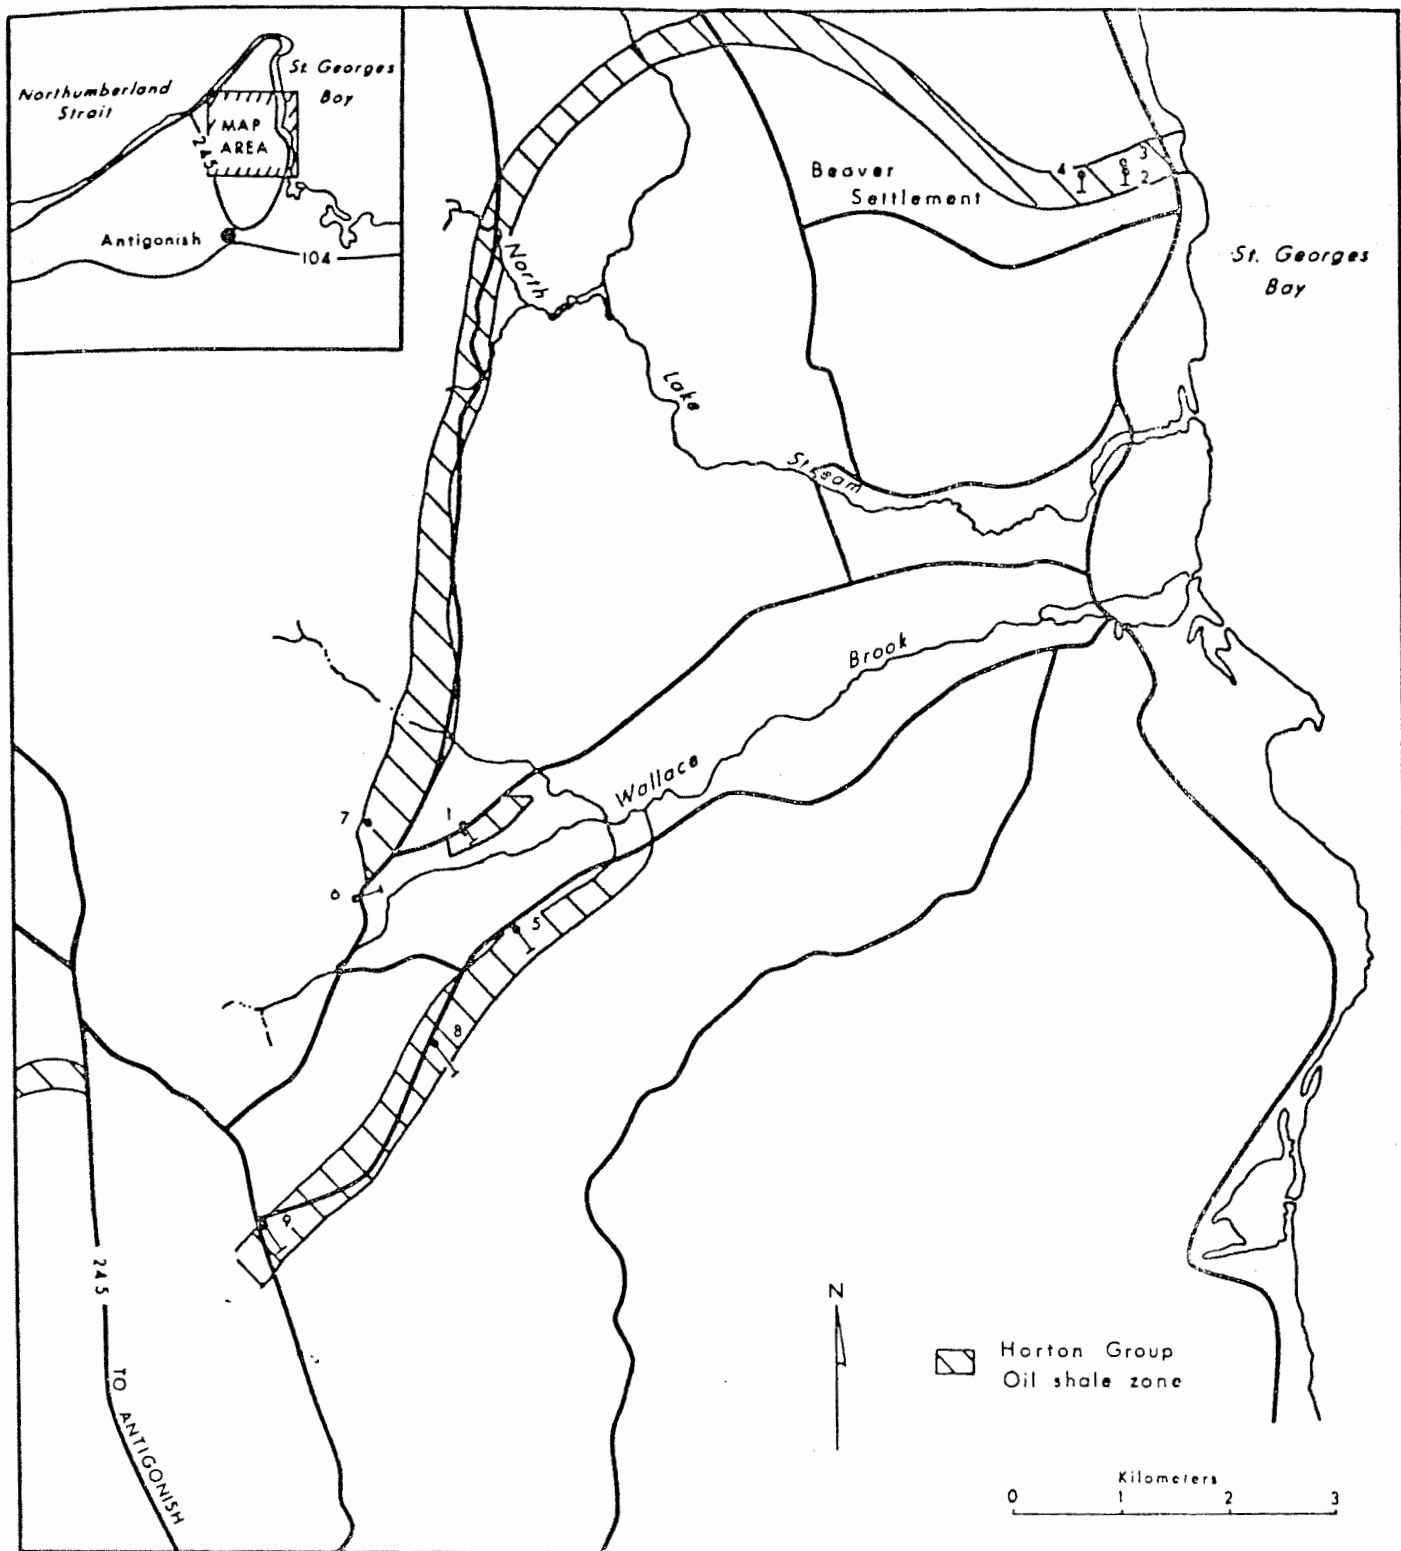 Northumberland
Strait
St. Georges
Bay
MAP
AREA
245
Antigonish
104
Beaver
Settlement
4
3
2
St. Georges
Bay
North
Lake
Stream
Brook
Wallace
7
1
6
5
8
9
245
TO
ANTIGONISH
N
Horton Group
Oil shale zone
Kilometers
0 1 2 3